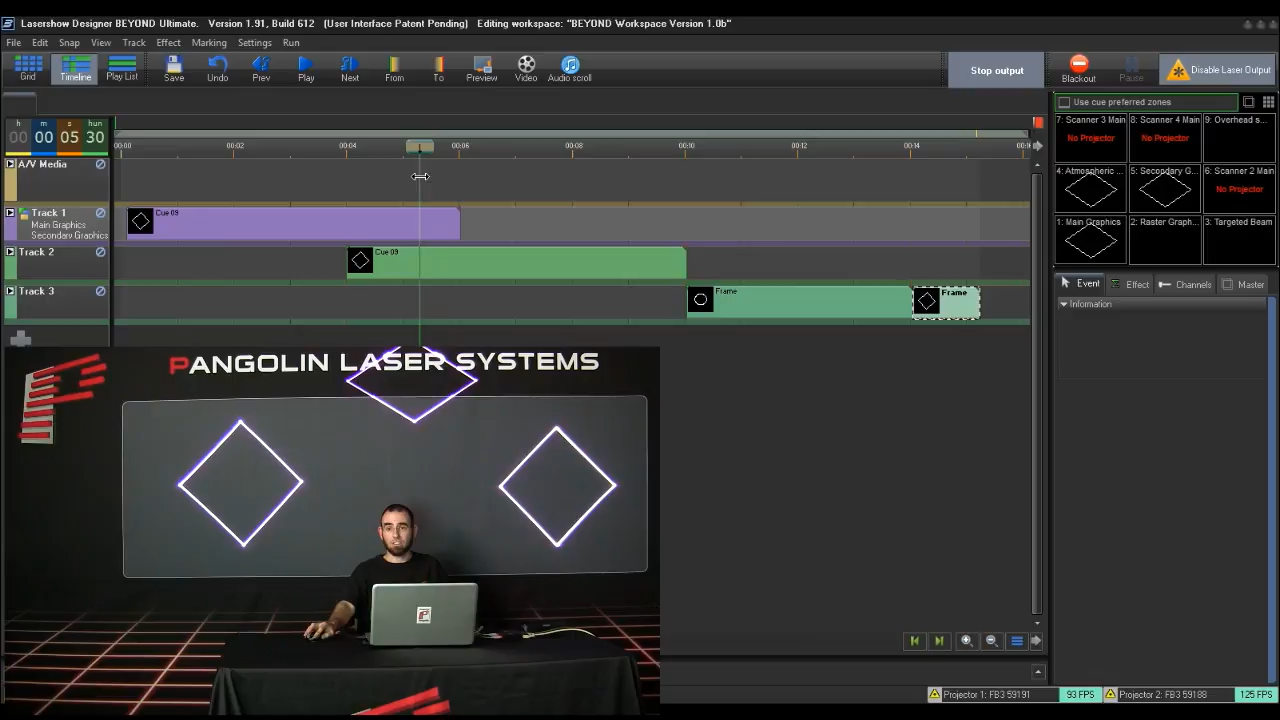 Lasershow Designer BEYOND Ultimate. Version 1.91, Build 612 (User Interface Patent Pending) Editing workspace: "BEYOND Workspace Version 1.0b"
File Edit Snap View Track Effect Marking Settings Run
Grid Timeline Play List Save Undo Prev Play Next From To Preview Video Audio scroll Stop output Blackout Pause Disable Laser Output
Use cue preferred zones
h m s hun
00 00 05 30
00:00 00:02 00:04 00:06 00:08 00:10 00:12 00:14
7: Scanner 3 Main 8: Scanner 4 Main 9: Overhead s...
No Projector No Projector
4: Atmospheric ... 5: Secondary G... 6: Scanner 2 Main
No Projector
1: Main Graphics 2: Raster Graph... 3: Targeted Beam
A/V Media
Track 1
Main Graphics
Secondary Graphics
Cue 09
Track 2
Cue 09
Track 3
Frame
Frame
Event Effect Channels Master
Information
PANGOLIN LASER SYSTEMS
Projector 1: FB3 59191 93 FPS Projector 2: FB3 59188 125 FPS